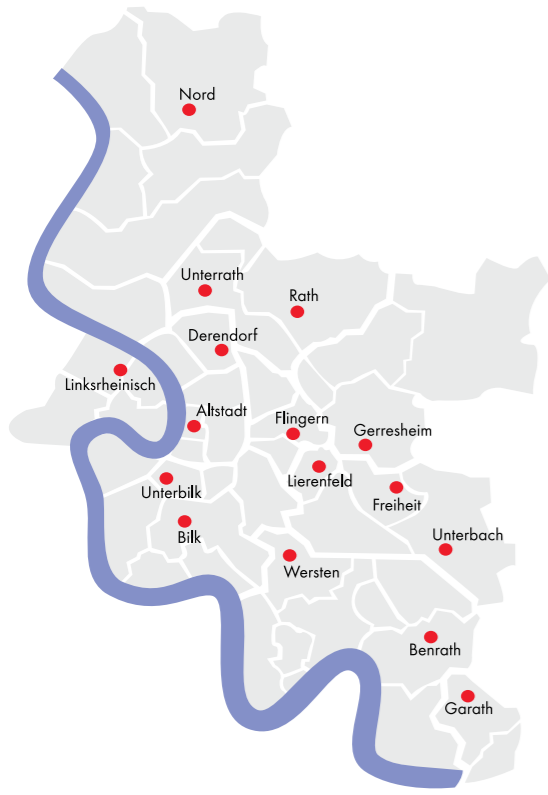 Nord
Unterrath
Rath
Derendorf
Linksrheinisch
Altstadt
Flingern
Gerresheim
Lierenfeld
Unterbilk
Freiheit
Bilk
Unterbach
Wersten
Benrath
Garath